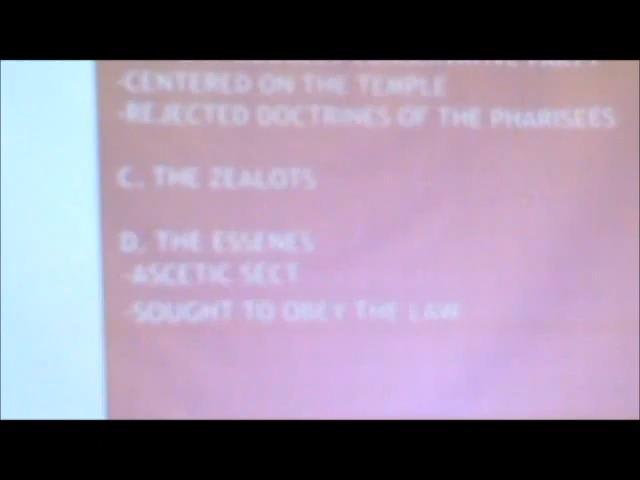 -CENTERED ON THE TEMPLE
-REJECTED DOCTRINES OF THE PHARISEES
C. THE ZEALOTS
D. THE ESSENES
-ASCETIC SECT
-SOUGHT TO OBEY THE LAW